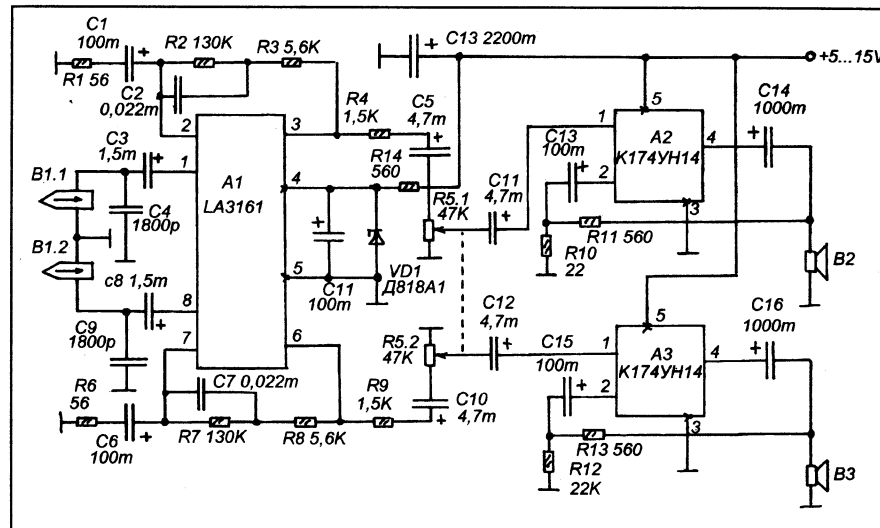 C1
100m
R1 56
R2 130K
R3 5,6K
C2
0,022m
C3
1,5m
B1.1
B1.2
C4
1800p
c8 1,5m
C9
1800p
2
1
8
7
A1
LA3161
3
4
5
6
C7 0,022m
R6
56
C6
100m
R7 130K
R8 5,6K
R9
1,5K
C10
4,7m
R4
1,5K
C5
4,7m
R14
560
C11
100m
VD1
Д818А1
R5.1
47K
R5.2
47K
C13 2200m
+5...15V
C11
4,7m
C12
4,7m
C13
100m
1
2
5
A2
К174УН14
4
3
C14
1000m
R10
22
R11 560
B2
C15
100m
1
2
5
A3
К174УН14
4
3
C16
1000m
R13 560
R12
22K
B3